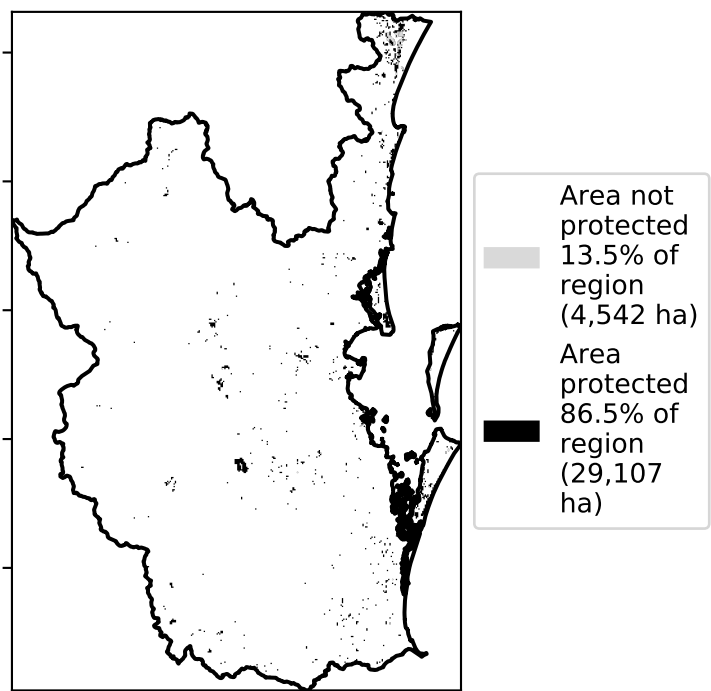 Area not
protected
13.5% of
region
(4,542 ha)
Area
protected
86.5% of
region
(29,107
ha)